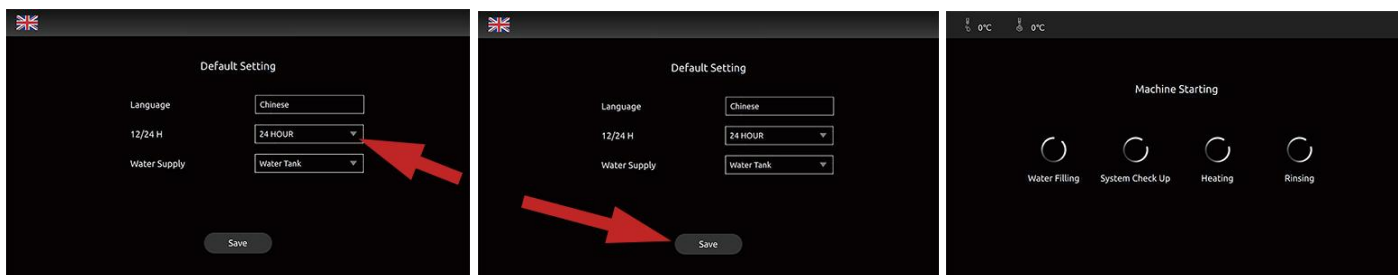 Default Setting
Language Chinese
12/24 H 24 HOUR
Water Supply Water Tank
Save
Default Setting
Language Chinese
12/24 H 24 HOUR
Water Supply Water Tank
Save
0°C 0°C
Machine Starting
Water Filling System Check Up Heating Rinsing